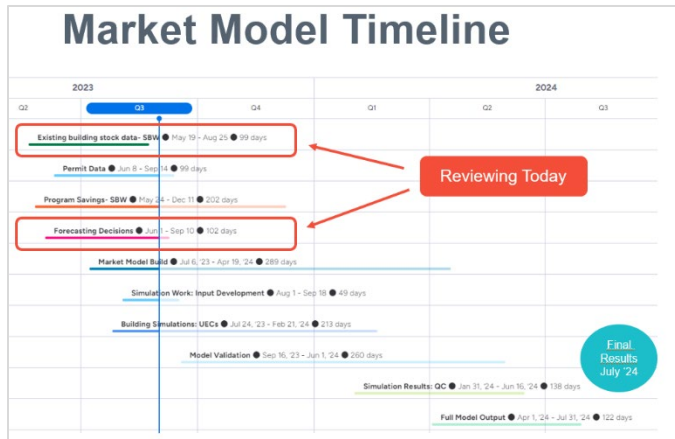 Market Model Timeline
2023
2024
Q2
Q3
Q4
Q1
Q2
Q3
Existing building stock data- SBW ● May 19 - Aug 25 ● 99 days
Permit Data ● Jun 8 - Sep 14 ● 99 days
Program Savings- SBW ● May 24 - Dec 11 ● 202 days
Reviewing Today
Forecasting Decisions ● Jun 1 - Sep 10 ● 102 days
Market Model Build ● Jul 6, '23 - Apr 19, '24 ● 289 days
Simulation Work: Input Development ● Aug 1 - Sep 18 ● 49 days
Building Simulations: UECs ● Jul 24, '23 - Feb 21, '24 ● 213 days
Model Validation ● Sep 16, '23 - Jun 1, '24 ● 260 days
Final
Results
July '24
Simulation Results: QC ● Jan 31, '24 - Jun 16, '24 ● 138 days
Full Model Output ● Apr 1, '24 - Jul 31, '24 ● 122 days